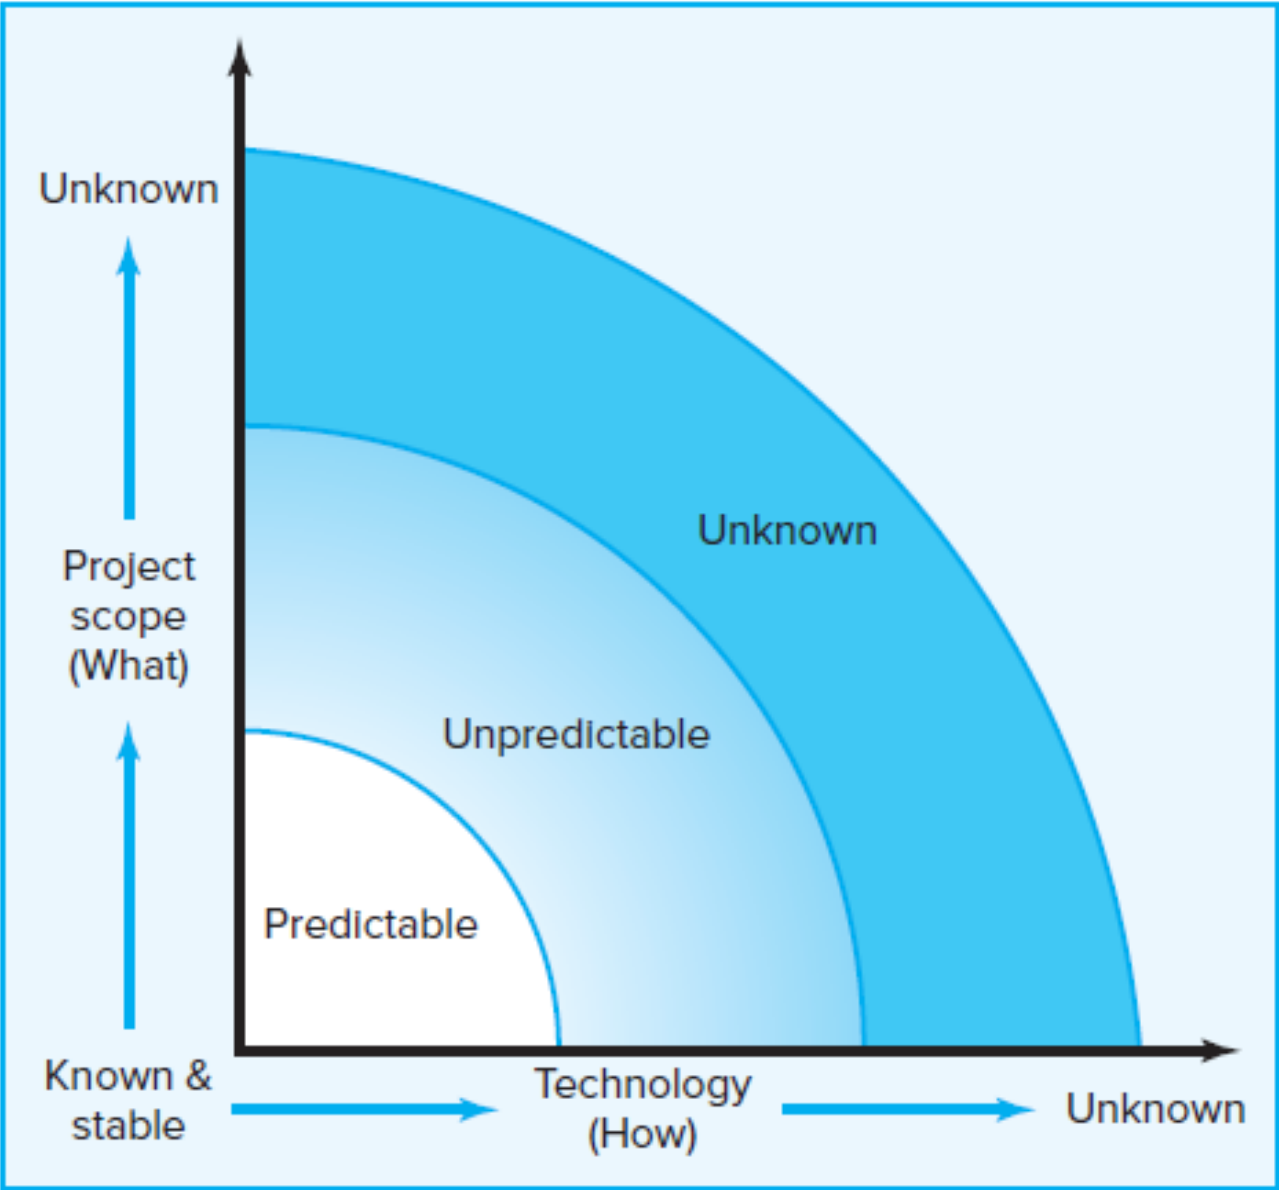 Unknown
Project
scope
(What)
Unknown
Unpredictable
Predictable
Known &
stable
Technology
(How)
Unknown